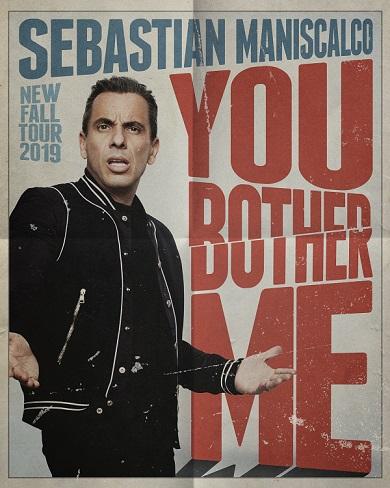 SEBASTIAN MANISCALCO
NEW
FALL
TOUR
2019
YOU
BOTHER
ME